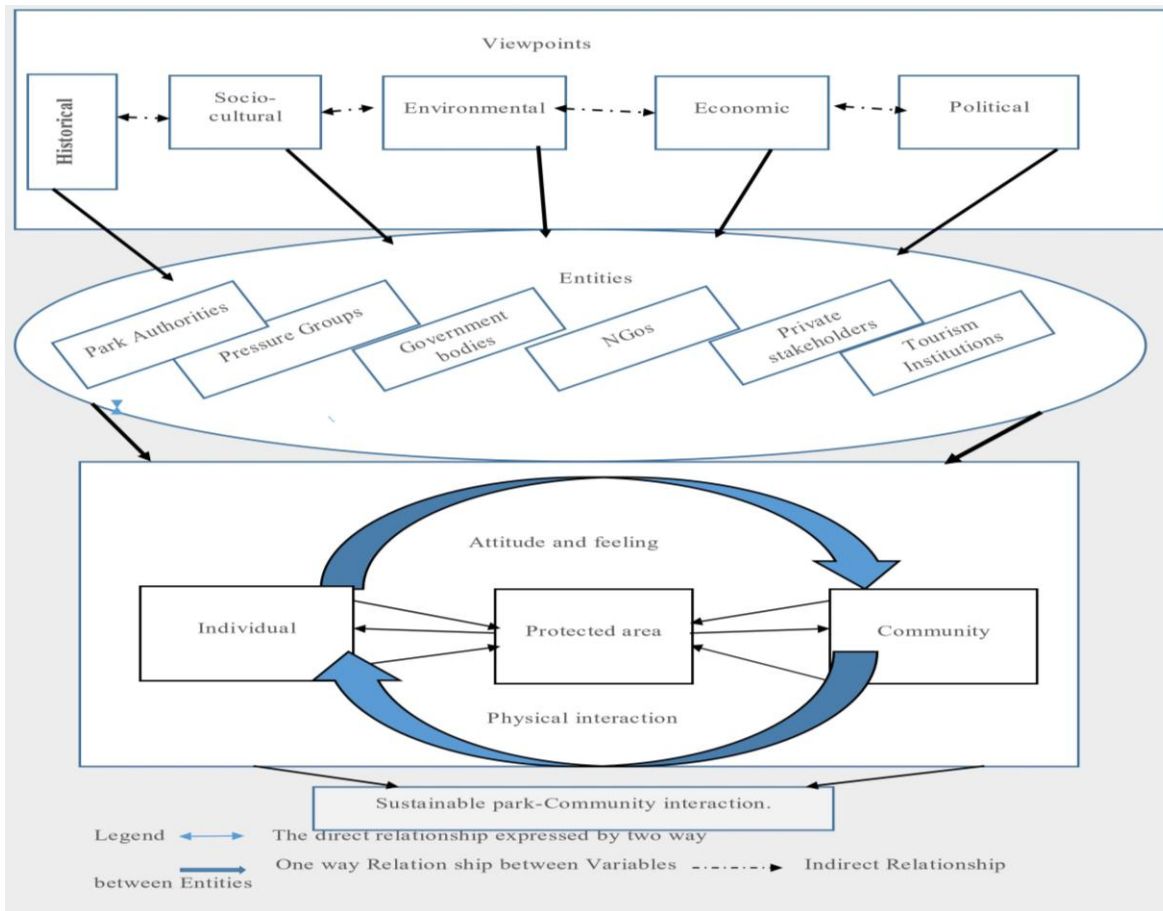 Viewpoints
Historical
Socio-
cultural
Environmental
Economic
Political
Entities
Park Authorities
Pressure Groups
Government
bodies
NGos
Private
stakeholders
Tourism
Institutions
Attitude and feeling
Individual
Protected area
Community
Physical interaction
Sustainable park-Community interaction.
Legend The direct relationship expressed by two way
One way Relation ship between Variables Indirect Relationship
between Entities